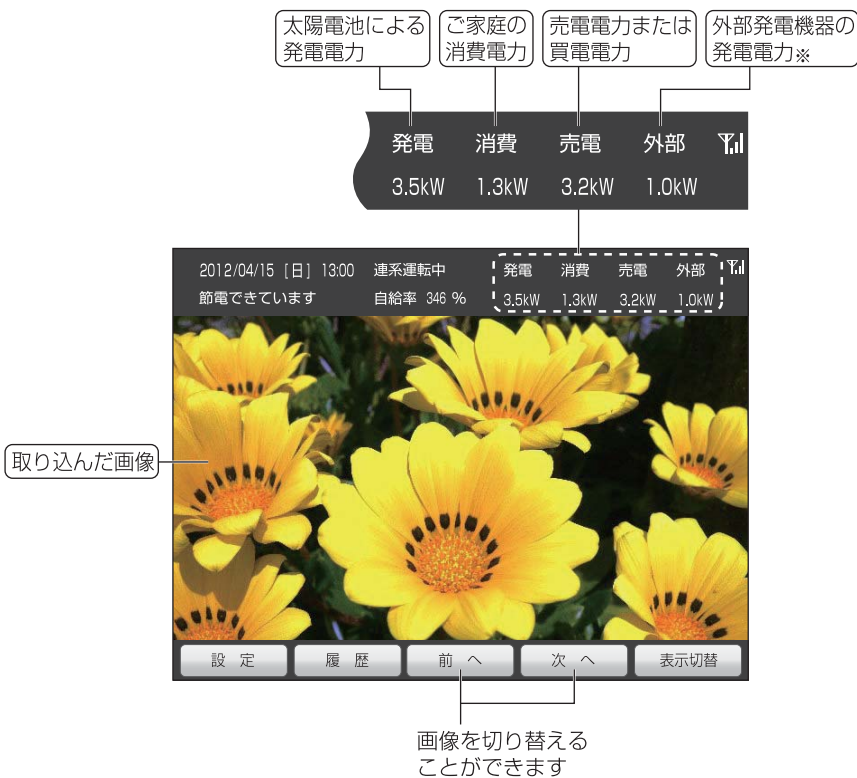 太陽電池による
発電電力
ご家庭の
消費電力
売電電力または
買電電力
外部発電機器の
発電電力※
発電 消費 売電 外部
3.5kW 1.3kW 3.2kW 1.0kW
2012/04/15 [日] 13:00 連系運転中 発電 消費 売電 外部
節電できています 自給率 346 % 3.5kW 1.3kW 3.2kW 1.0kW
取り込んだ画像
設 定 履 歴 前 へ 次 へ 表示切替
画像を切り替える
ことができます